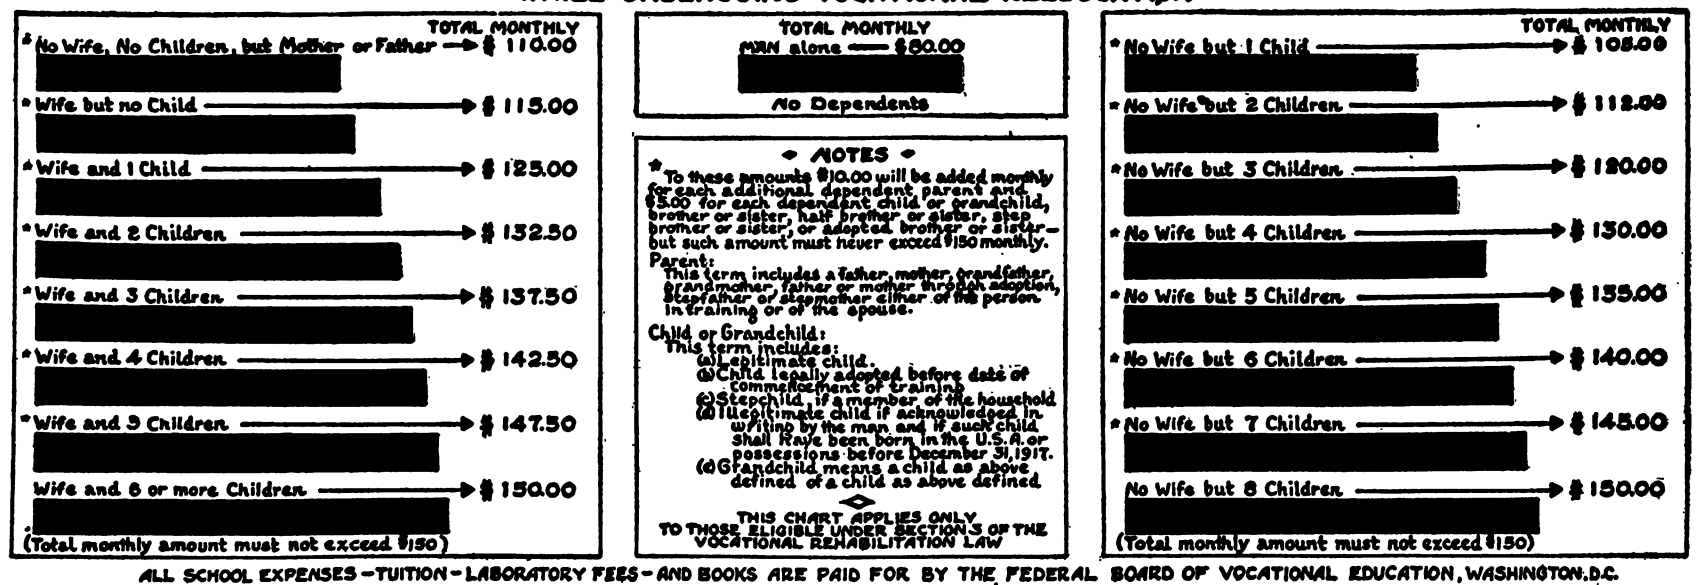 TOTAL MONTHLY
*No Wife, No Children, but Mother or Father $ 110.00
*Wife but no Child $ 115.00
*Wife and 1 Child $ 125.00
*Wife and 2 Children $ 132.50
*Wife and 3 Children $ 137.50
*Wife and 4 Children $ 142.50
*Wife and 5 Children $ 147.50
Wife and 6 or more Children $ 150.00
(Total monthly amount must not exceed $150)
TOTAL MONTHLY
MAN alone $80.00
No Dependents
NOTES
*
To these amounts $10.00 will be added monthly
for each additional dependent parent and
$5.00 for each dependent child or grandchild,
brother or sister, half brother or sister, step
brother or sister, or adopted brother or sister—
but such amount must never exceed $150 monthly.
Parent:
This term includes a father, mother, grandfather,
grandmother, father or mother through adoption,
stepfather or stepmother either of the person
in training or of the spouse.
Child or Grandchild:
This term includes:
(a) Legitimate child.
(b) Child legally adopted before date of
commencement of training
(c) Stepchild, if a member of the household
(d) Illegitimate child if acknowledged in
writing by the man and if such child
shall have been born in the U.S.A. or
possessions before December 31, 1917.
(e) Grandchild means a child as above
defined of a child as above defined
THIS CHART APPLIES ONLY
TO THOSE ELIGIBLE UNDER SECTION 3 OF THE
VOCATIONAL REHABILITATION LAW
TOTAL MONTHLY
*No Wife but 1 Child $ 105.00
*No Wife but 2 Children $ 112.00
*No Wife but 3 Children $ 120.00
*No Wife but 4 Children $ 130.00
*No Wife but 5 Children $ 135.00
*No Wife but 6 Children $ 140.00
*No Wife but 7 Children $ 145.00
No Wife but 8 Children $ 150.00
(Total monthly amount must not exceed $150)
ALL SCHOOL EXPENSES—TUITION—LABORATORY FEES—AND BOOKS ARE PAID FOR BY THE FEDERAL BOARD OF VOCATIONAL EDUCATION, WASHINGTON, D.C.